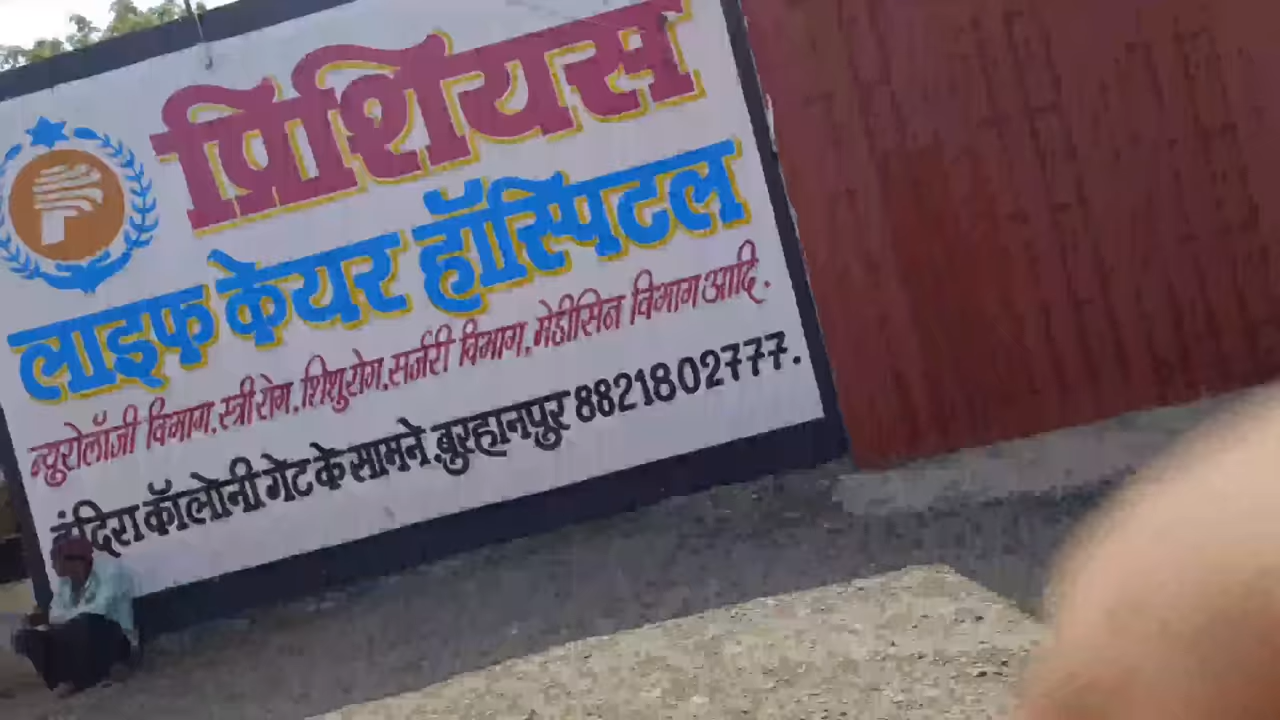 प्रिशियस
लाइफ केयर हॉस्पिटल
न्युरोलॉजी विभाग, स्त्रीरोग, शिशुरोग, सर्जरी विभाग, मेडीसिन विभाग आदि.
इंदिरा कॉलोनी गेट के सामने, बुरहानपुर 8821802777.